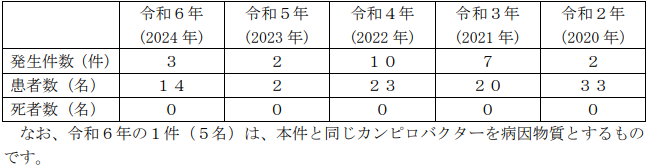 令和６年 令和５年 令和４年 令和３年 令和２年
(2024 年) (2023 年) (2022 年) (2021 年) (2020 年)
発生件数（件） ３ ２ １０ ７ ２
患者数（名） １４ ２ ２３ ２０ ３３
死者数（名） ０ ０ ０ ０ ０
なお、令和６年の１件（５名）は、本件と同じカンピロバクターを病因物質とするもの
です。